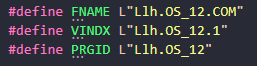 #define FNAME L"Llh.OS_12.COM"
#define VINDX L"Llh.OS_12.1"
#define PRGID L"Llh.OS_12"